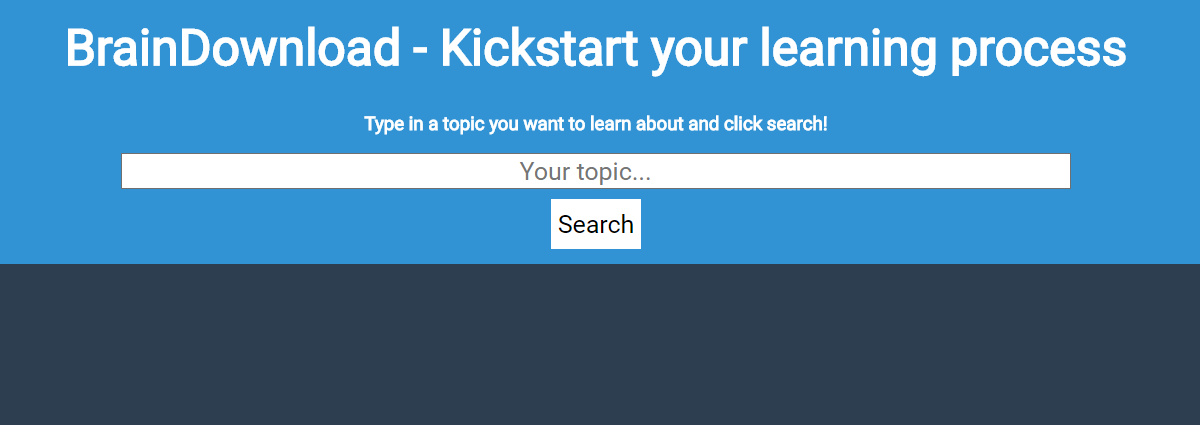 BrainDownload - Kickstart your learning process
Type in a topic you want to learn about and click search!
Your topic...
Search